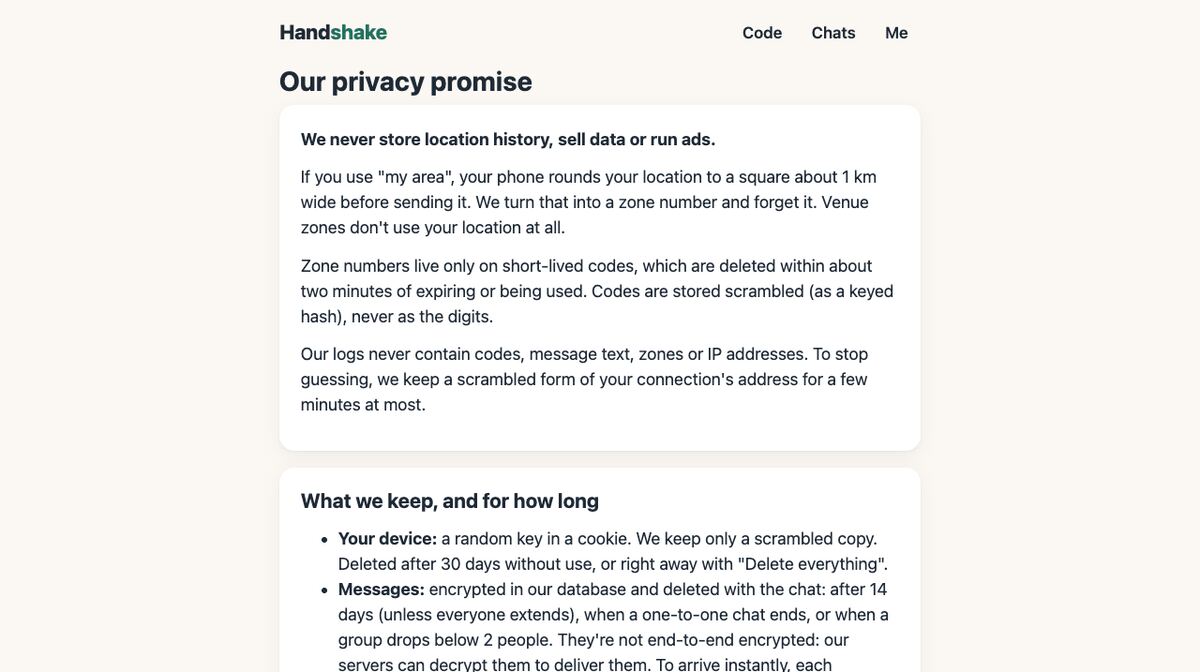 Handshake
Code Chats Me
Our privacy promise
We never store location history, sell data or run ads.
If you use "my area", your phone rounds your location to a square about 1 km
wide before sending it. We turn that into a zone number and forget it. Venue
zones don't use your location at all.
Zone numbers live only on short-lived codes, which are deleted within about
two minutes of expiring or being used. Codes are stored scrambled (as a keyed
hash), never as the digits.
Our logs never contain codes, message text, zones or IP addresses. To stop
guessing, we keep a scrambled form of your connection's address for a few
minutes at most.
What we keep, and for how long
• Your device: a random key in a cookie. We keep only a scrambled copy.
Deleted after 30 days without use, or right away with "Delete everything".
• Messages: encrypted in our database and deleted with the chat: after 14
days (unless everyone extends), when a one-to-one chat ends, or when a
group drops below 2 people. They're not end-to-end encrypted: our
servers can decrypt them to deliver them. To arrive instantly, each